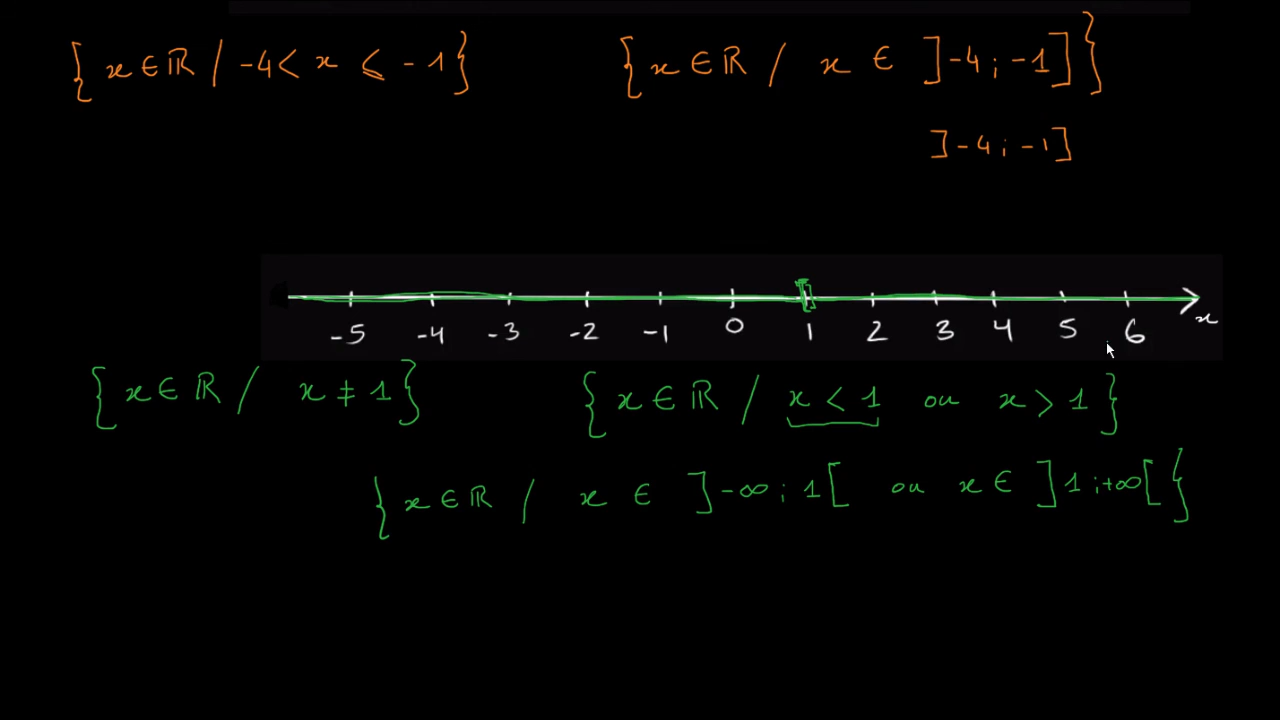 { x ∈ ℝ / -4 < x ⩽ -1 } { x ∈ ℝ / x ∈ ]-4 ; -1] }
]-4 ; -1]
-5 -4 -3 -2 -1 0 1 2 3 4 5 6 x
{ x ∈ ℝ / x ≠ 1 } { x ∈ ℝ / x < 1 ou x > 1 }
{ x ∈ ℝ / x ∈ ]-∞ ; 1[ ou x ∈ ]1 ; +∞[ }